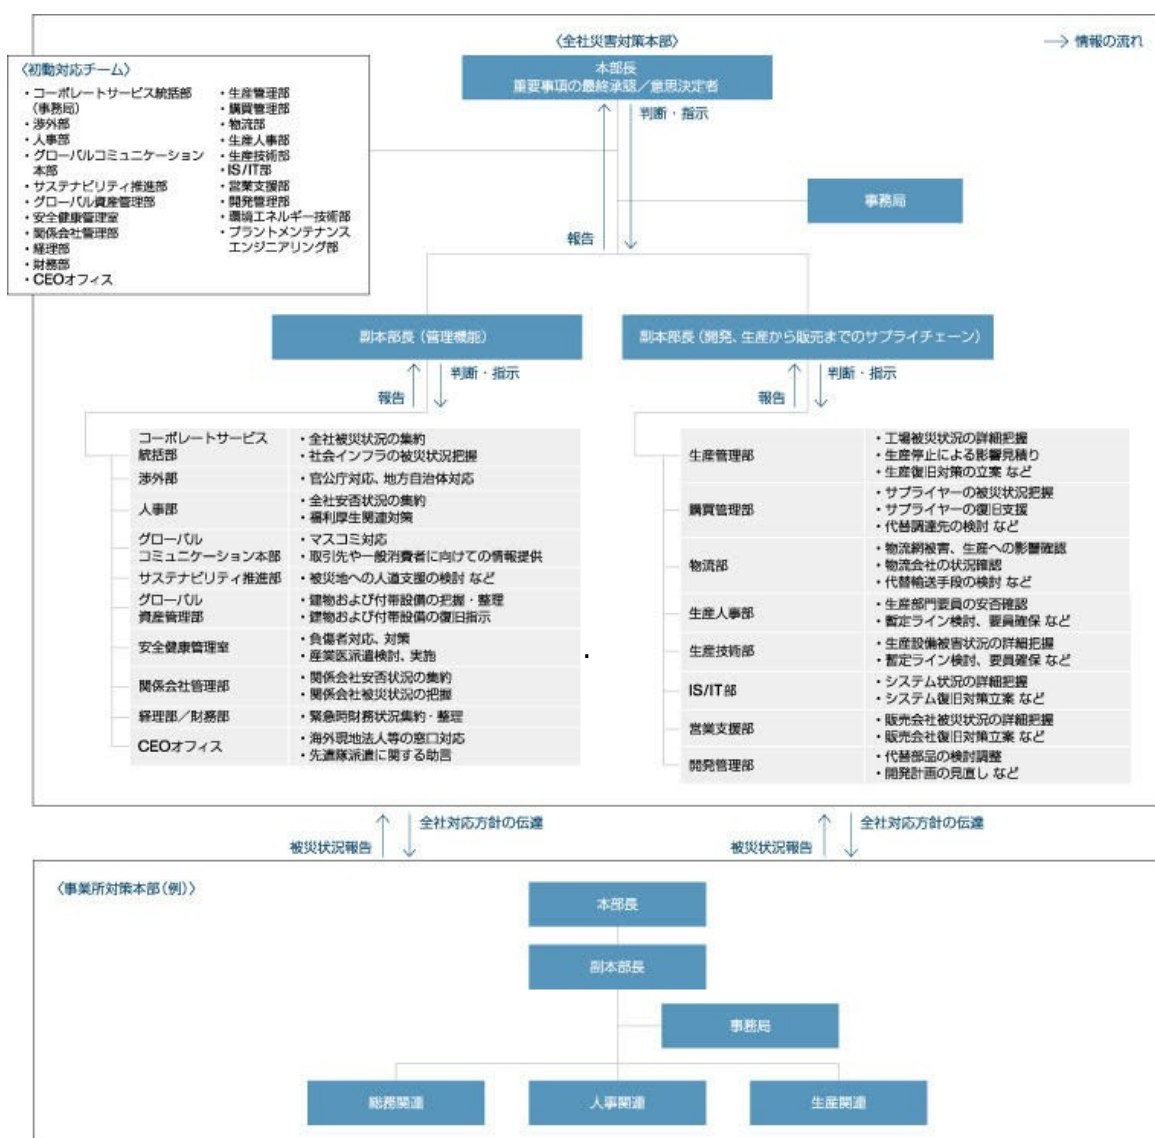 〈全社災害対策本部〉
→ 情報の流れ
本部長
重要事項の最終承認／意思決定者
〈初動対応チーム〉
・コーポレートサービス統括部
（事務局）
・渉外部
・人事部
・グローバルコミュニケーション
本部
・サステナビリティ推進部
・グローバル資産管理部
・安全健康管理室
・関係会社管理部
・経理部
・財務部
・CEOオフィス
・生産管理部
・購買管理部
・物流部
・生産人事部
・生産技術部
・IS/IT部
・営業支援部
・開発管理部
・環境エネルギー技術部
・プラントメンテナンス
エンジニアリング部
判断・指示
事務局
報告
副本部長（管理機能）
副本部長（開発、生産から販売までのサプライチェーン）
判断・指示
報告
判断・指示
報告
コーポレートサービス
統括部
・全社被災状況の集約
・社会インフラの被災状況把握
渉外部
・官公庁対応、地方自治体対応
人事部
・全社安否状況の集約
・福利厚生関連対策
グローバル
コミュニケーション本部
・マスコミ対応
・取引先や一般消費者に向けての情報提供
サステナビリティ推進部
・被災地への人道支援の検討 など
グローバル
資産管理部
・建物および付帯設備の把握・整理
・建物および付帯設備の復旧指示
安全健康管理室
・負傷者対応、対策
・産業医派遣検討、実施
関係会社管理部
・関係会社安否状況の集約
・関係会社被災状況の把握
経理部／財務部
・緊急時財務状況集約・整理
CEOオフィス
・海外現地法人等の窓口対応
・先遣隊派遣に関する助言
生産管理部
・工場被災状況の詳細把握
・生産停止による影響見積り
・生産復旧対策の立案 など
購買管理部
・サプライヤーの被災状況把握
・サプライヤーの復旧支援
・代替調達先の検討 など
物流部
・物流網被害、生産への影響確認
・物流会社の状況確認
・代替輸送手段の検討 など
生産人事部
・生産部門要員の安否確認
・暫定ライン検討、要員確保 など
生産技術部
・生産設備被害状況の詳細把握
・暫定ライン検討、要員確保 など
IS/IT部
・システム状況の詳細把握
・システム復旧対策立案 など
営業支援部
・販売会社被災状況の詳細把握
・販売会社復旧対策立案 など
開発管理部
・代替部品の検討調整
・開発計画の見直し など
全社対応方針の伝達
被災状況報告
全社対応方針の伝達
被災状況報告
〈事業所対策本部（例）〉
本部長
副本部長
事務局
総務関連
人事関連
生産関連